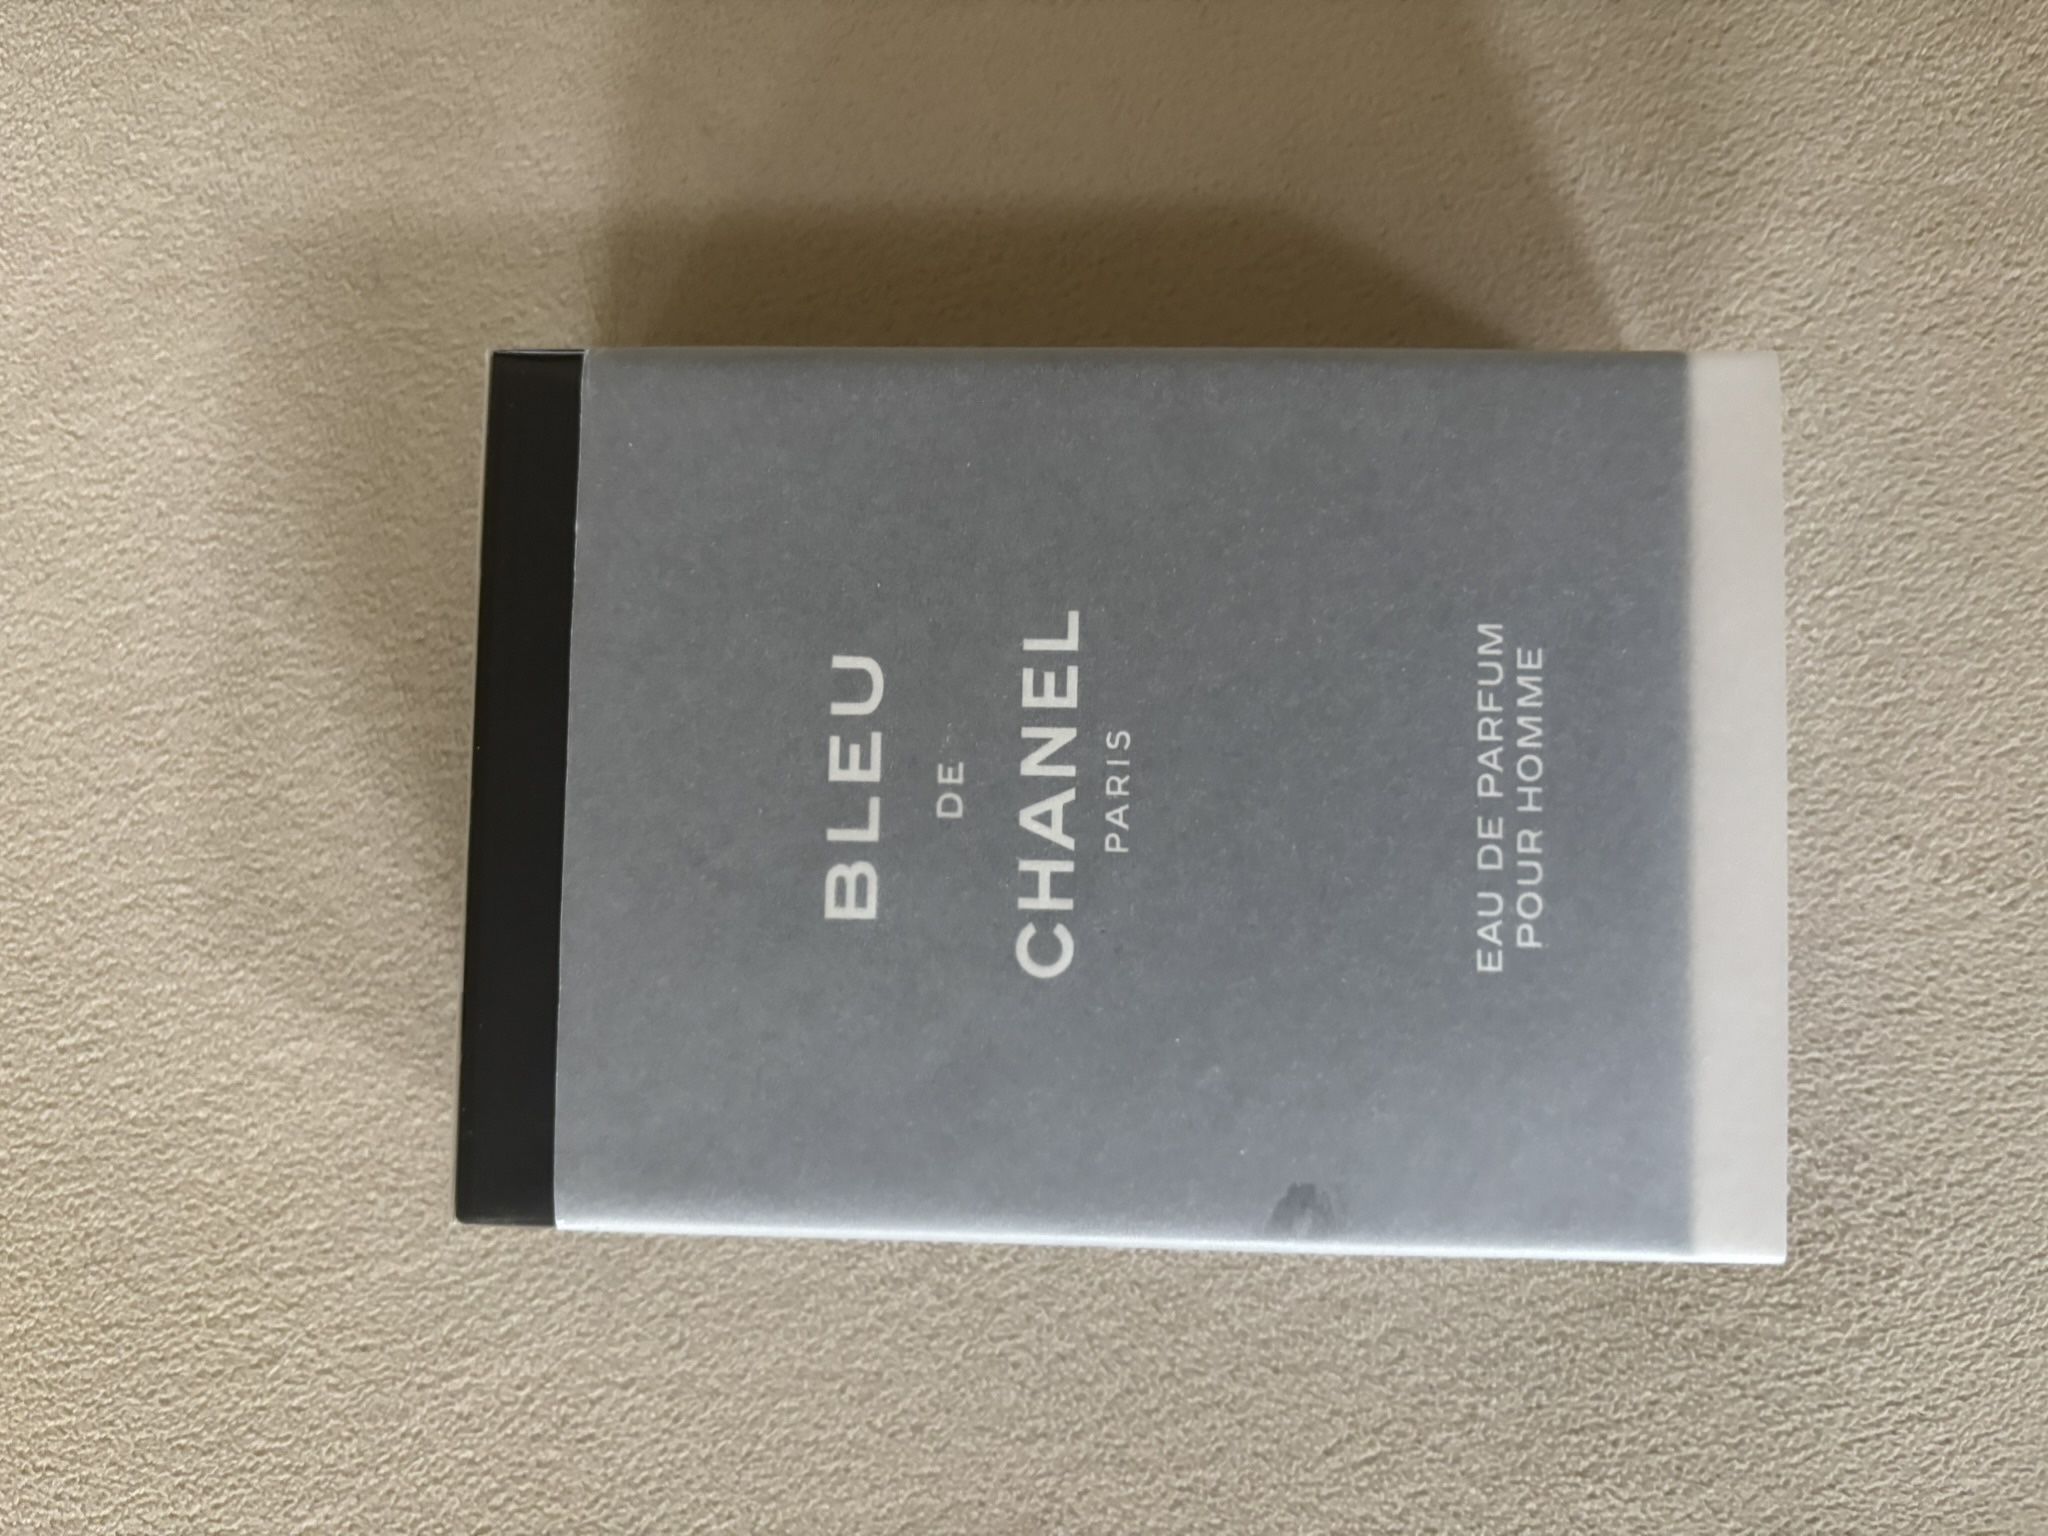 BLEU
DE
CHANEL
PARIS
EAU DE PARFUM
POUR HOMME